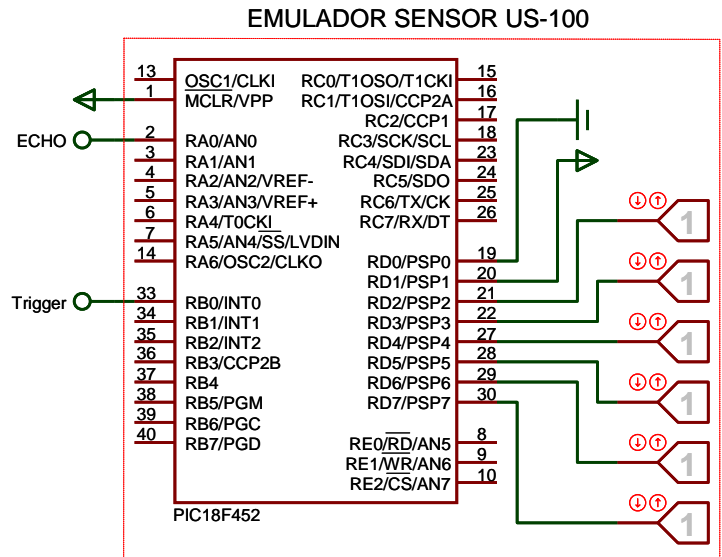 EMULADOR SENSOR US-100
13 OSC1/CLKI RC0/T1OSO/T1CKI 15
1 MCLR/VPP RC1/T1OSI/CCP2A 16
RC2/CCP1 17
ECHO 2 RA0/AN0 RC3/SCK/SCL 18
3 RA1/AN1 RC4/SDI/SDA 23
4 RA2/AN2/VREF- RC5/SDO 24
5 RA3/AN3/VREF+ RC6/TX/CK 25
6 RA4/T0CKI RC7/RX/DT 26
7 RA5/AN4/SS/LVDIN
14 RA6/OSC2/CLKO RD0/PSP0 19
RD1/PSP1 20
Trigger 33 RB0/INT0 RD2/PSP2 21
34 RB1/INT1 RD3/PSP3 22
35 RB2/INT2 RD4/PSP4 27
36 RB3/CCP2B RD5/PSP5 28
37 RB4 RD6/PSP6 29
38 RB5/PGM RD7/PSP7 30
39 RB6/PGC
40 RB7/PGD RE0/RD/AN5 8
RE1/WR/AN6 9
RE2/CS/AN7 10
PIC18F452
1
1
1
1
1
1